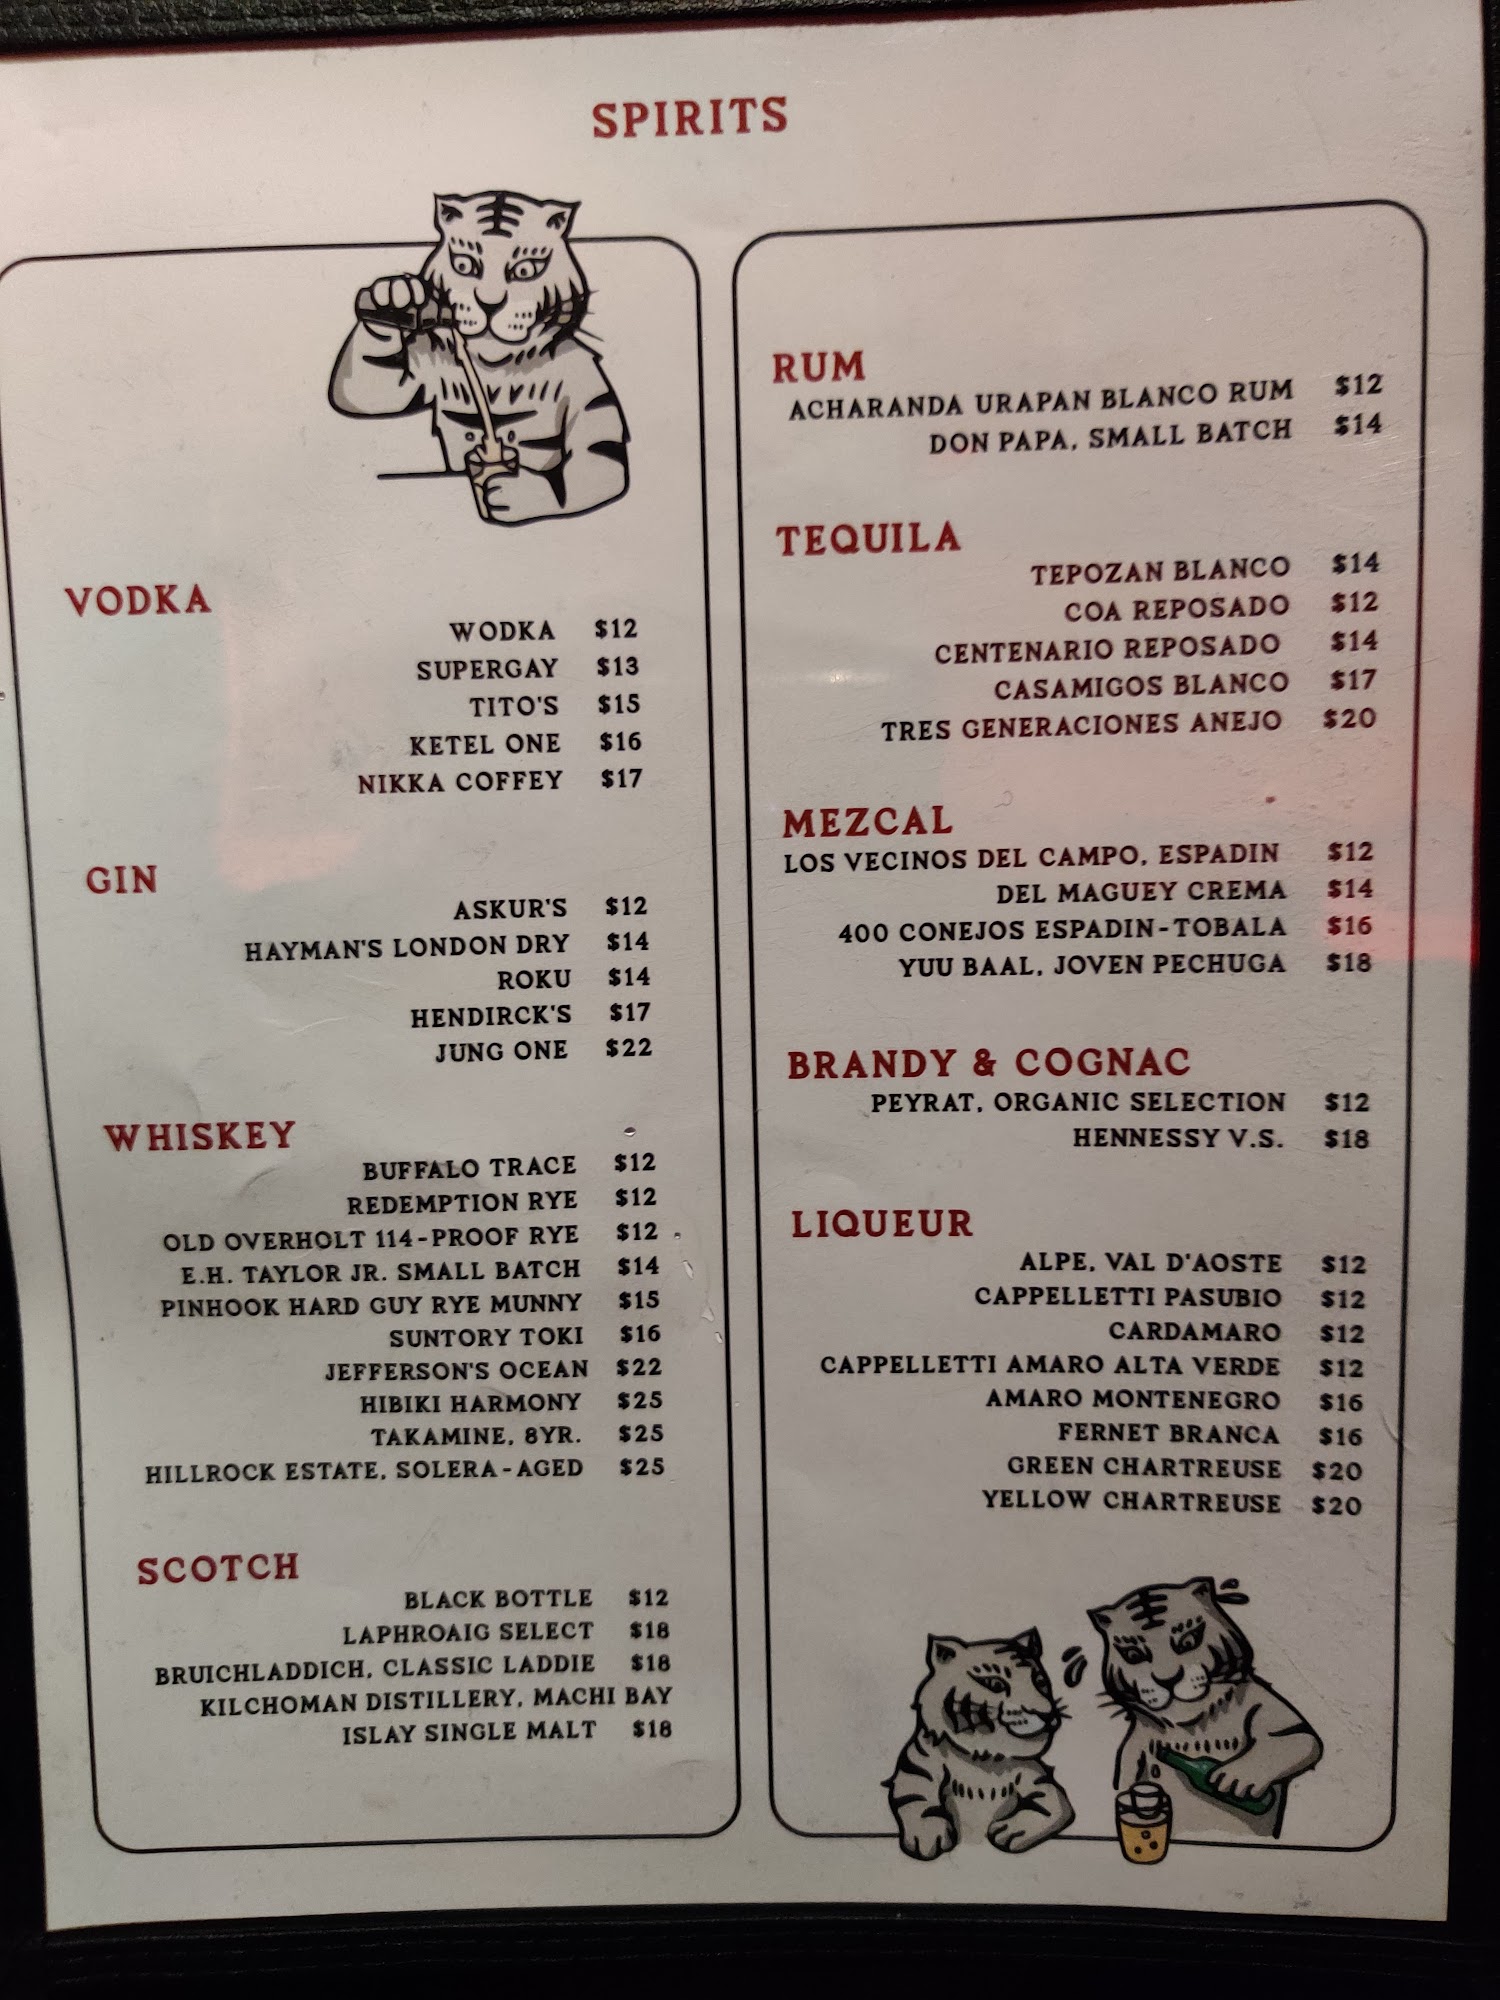 SPIRITS
VODKA
WODKA $12
SUPERGAY $13
TITO'S $15
KETEL ONE $16
NIKKA COFFEY $17
GIN
ASKUR'S $12
HAYMAN'S LONDON DRY $14
ROKU $14
HENDIRCK'S $17
JUNG ONE $22
WHISKEY
BUFFALO TRACE $12
REDEMPTION RYE $12
OLD OVERHOLT 114-PROOF RYE $12
E.H. TAYLOR JR. SMALL BATCH $14
PINHOOK HARD GUY RYE MUNNY $15
SUNTORY TOKI $16
JEFFERSON'S OCEAN $22
HIBIKI HARMONY $25
TAKAMINE, 8YR. $25
HILLROCK ESTATE, SOLERA-AGED $25
SCOTCH
BLACK BOTTLE $12
LAPHROAIG SELECT $18
BRUICHLADDICH, CLASSIC LADDIE $18
KILCHOMAN DISTILLERY, MACHI BAY
ISLAY SINGLE MALT $18
RUM
ACHARANDA URAPAN BLANCO RUM $12
DON PAPA, SMALL BATCH $14
TEQUILA
TEPOZAN BLANCO $14
COA REPOSADO $12
CENTENARIO REPOSADO $14
CASAMIGOS BLANCO $17
TRES GENERACIONES ANEJO $20
MEZCAL
LOS VECINOS DEL CAMPO, ESPADIN $12
DEL MAGUEY CREMA $14
400 CONEJOS ESPADIN-TOBALA $16
YUU BAAL, JOVEN PECHUGA $18
BRANDY & COGNAC
PEYRAT, ORGANIC SELECTION $12
HENNESSY V.S. $18
LIQUEUR
ALPE, VAL D'AOSTE $12
CAPPELLETTI PASUBIO $12
CARDAMARO $12
CAPPELLETTI AMARO ALTA VERDE $12
AMARO MONTENEGRO $16
FERNET BRANCA $16
GREEN CHARTREUSE $20
YELLOW CHARTREUSE $20